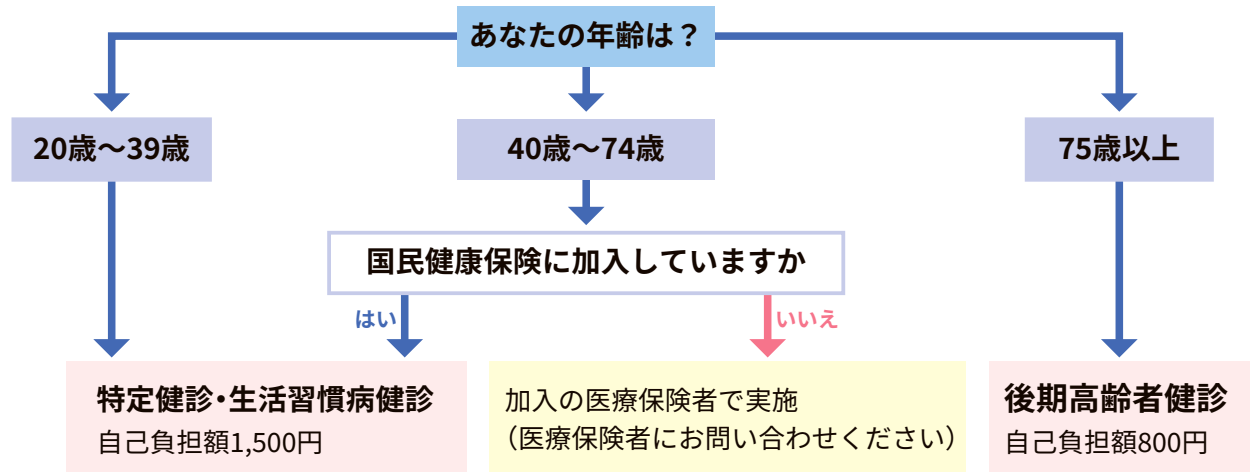 あなたの年齢は？
20歳～39歳
40歳～74歳
75歳以上
国民健康保険に加入していますか
はい
いいえ
特定健診・生活習慣病健診
自己負担額1,500円
加入の医療保険者で実施
（医療保険者にお問い合わせください）
後期高齢者健診
自己負担額800円